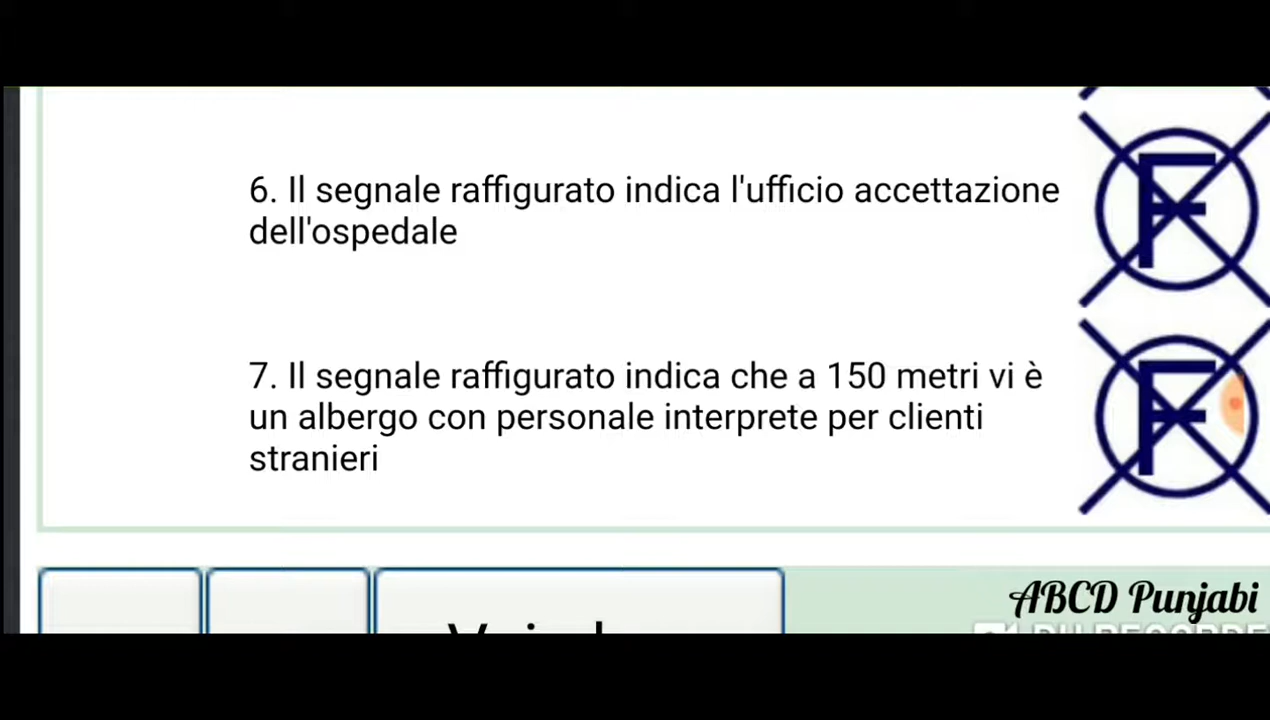 6. Il segnale raffigurato indica l'ufficio accettazione
dell'ospedale
F
7. Il segnale raffigurato indica che a 150 metri vi è
un albergo con personale interprete per clienti
stranieri
F
ABCD Punjabi